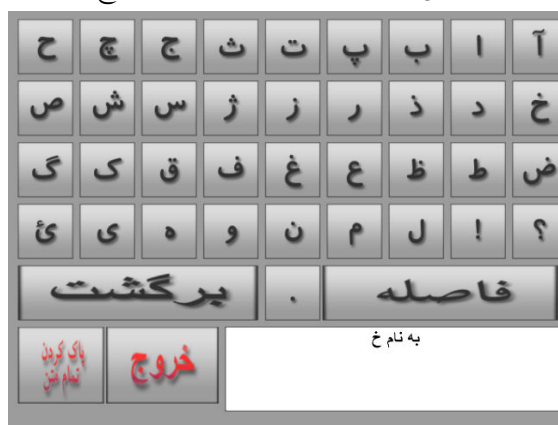 آ ا ب پ ت ث ج چ ح
خ د ذ ر ز ژ س ش ص
ض ط ظ ع غ ف ق ک گ
؟ ! ل م ن و ه ی ئ
فاصله . برگشت
به نام خ
خروج
پاک کردن
تمام متن